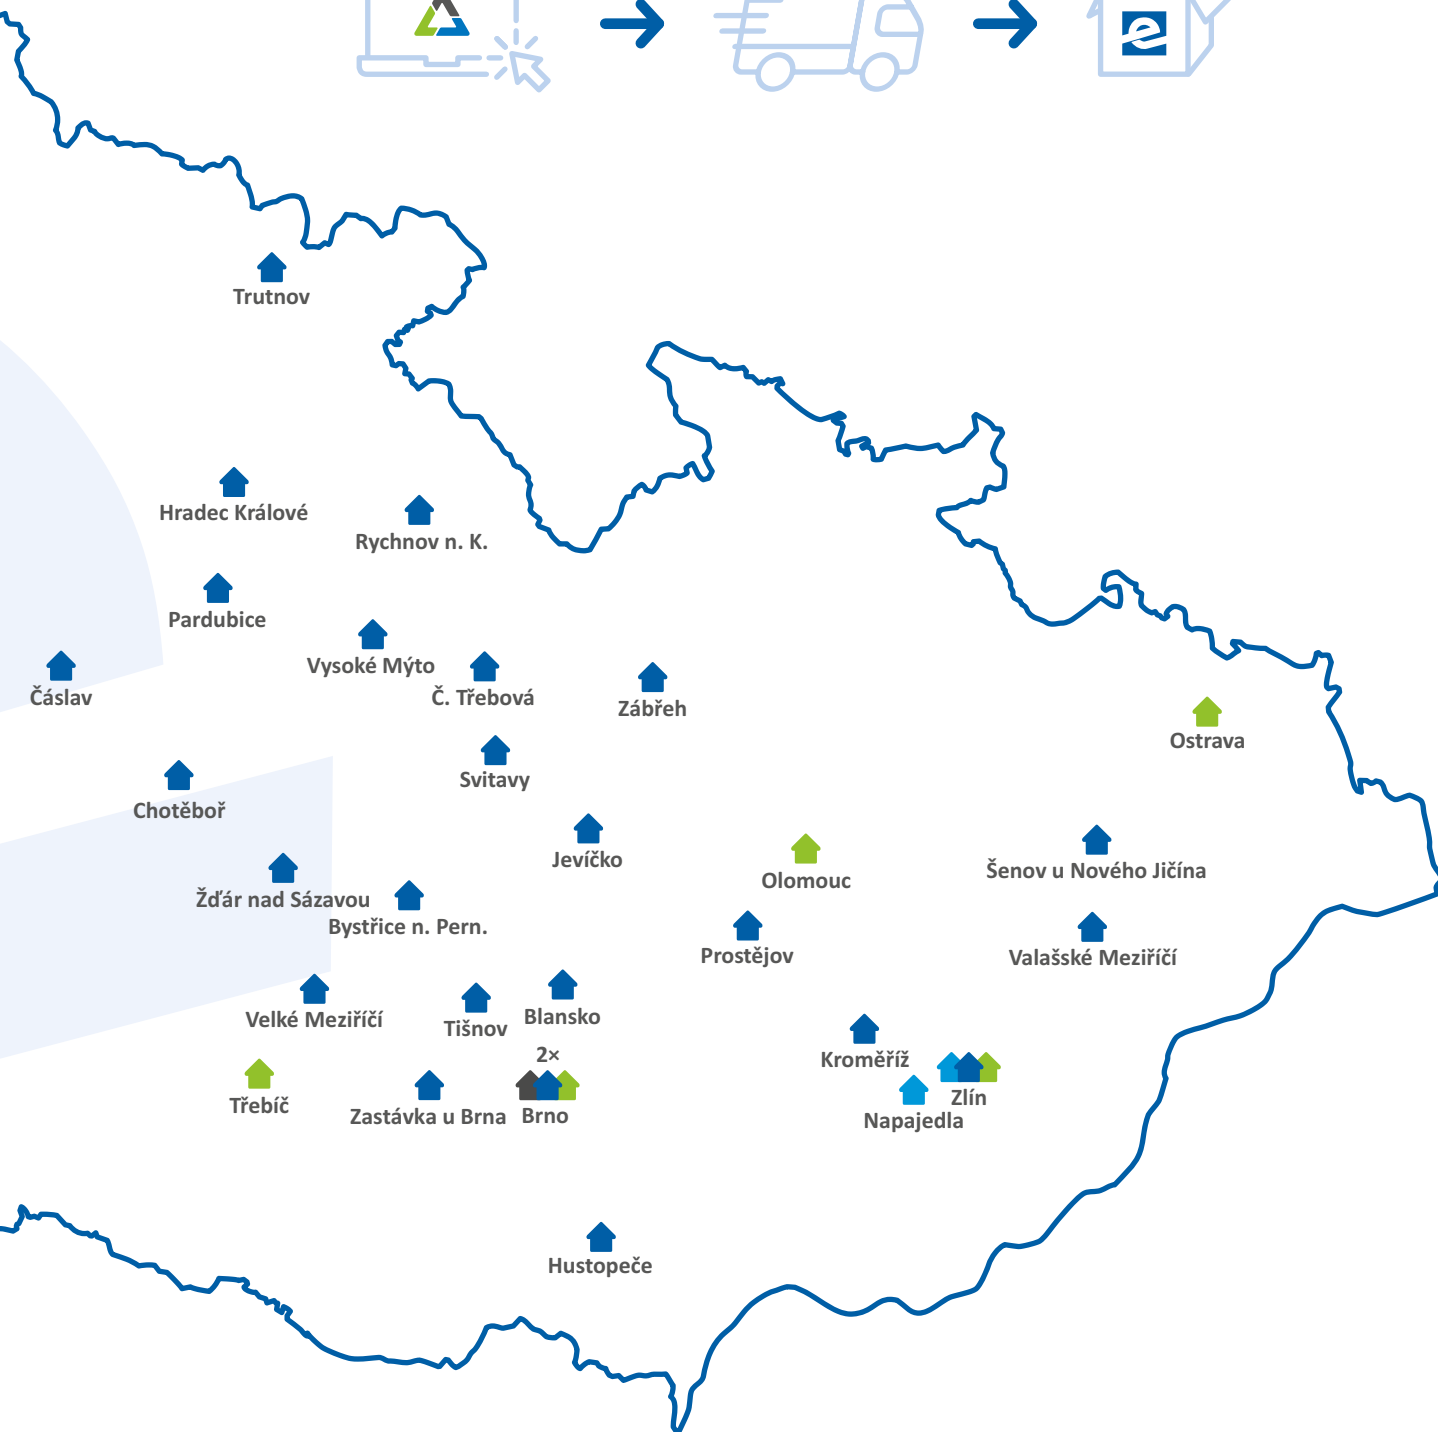 Trutnov
Hradec Králové
Rychnov n. K.
Pardubice
Vysoké Mýto
Č. Třebová
Čáslav
Zábřeh
Ostrava
Svitavy
Chotěboř
Jevíčko
Olomouc
Šenov u Nového Jičína
Žďár nad Sázavou
Bystřice n. Pern.
Prostějov
Valašské Meziříčí
Velké Meziříčí
Tišnov
Blansko
2×
Kroměříž
Třebíč
Zastávka u Brna
Brno
Zlín
Napajedla
Hustopeče